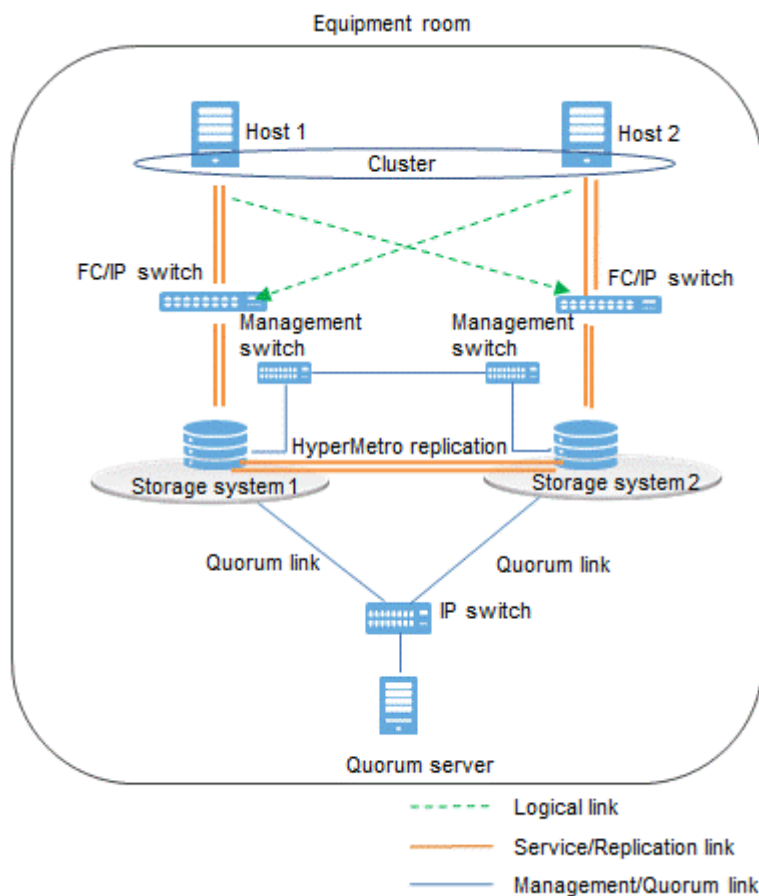 Equipment room
Host 1
Host 2
Cluster
FC/IP switch
FC/IP switch
Management
switch
Management
switch
HyperMetro replication
Storage system 1
Storage system 2
Quorum link
Quorum link
IP switch
Quorum server
Logical link
Service/Replication link
Management/Quorum link